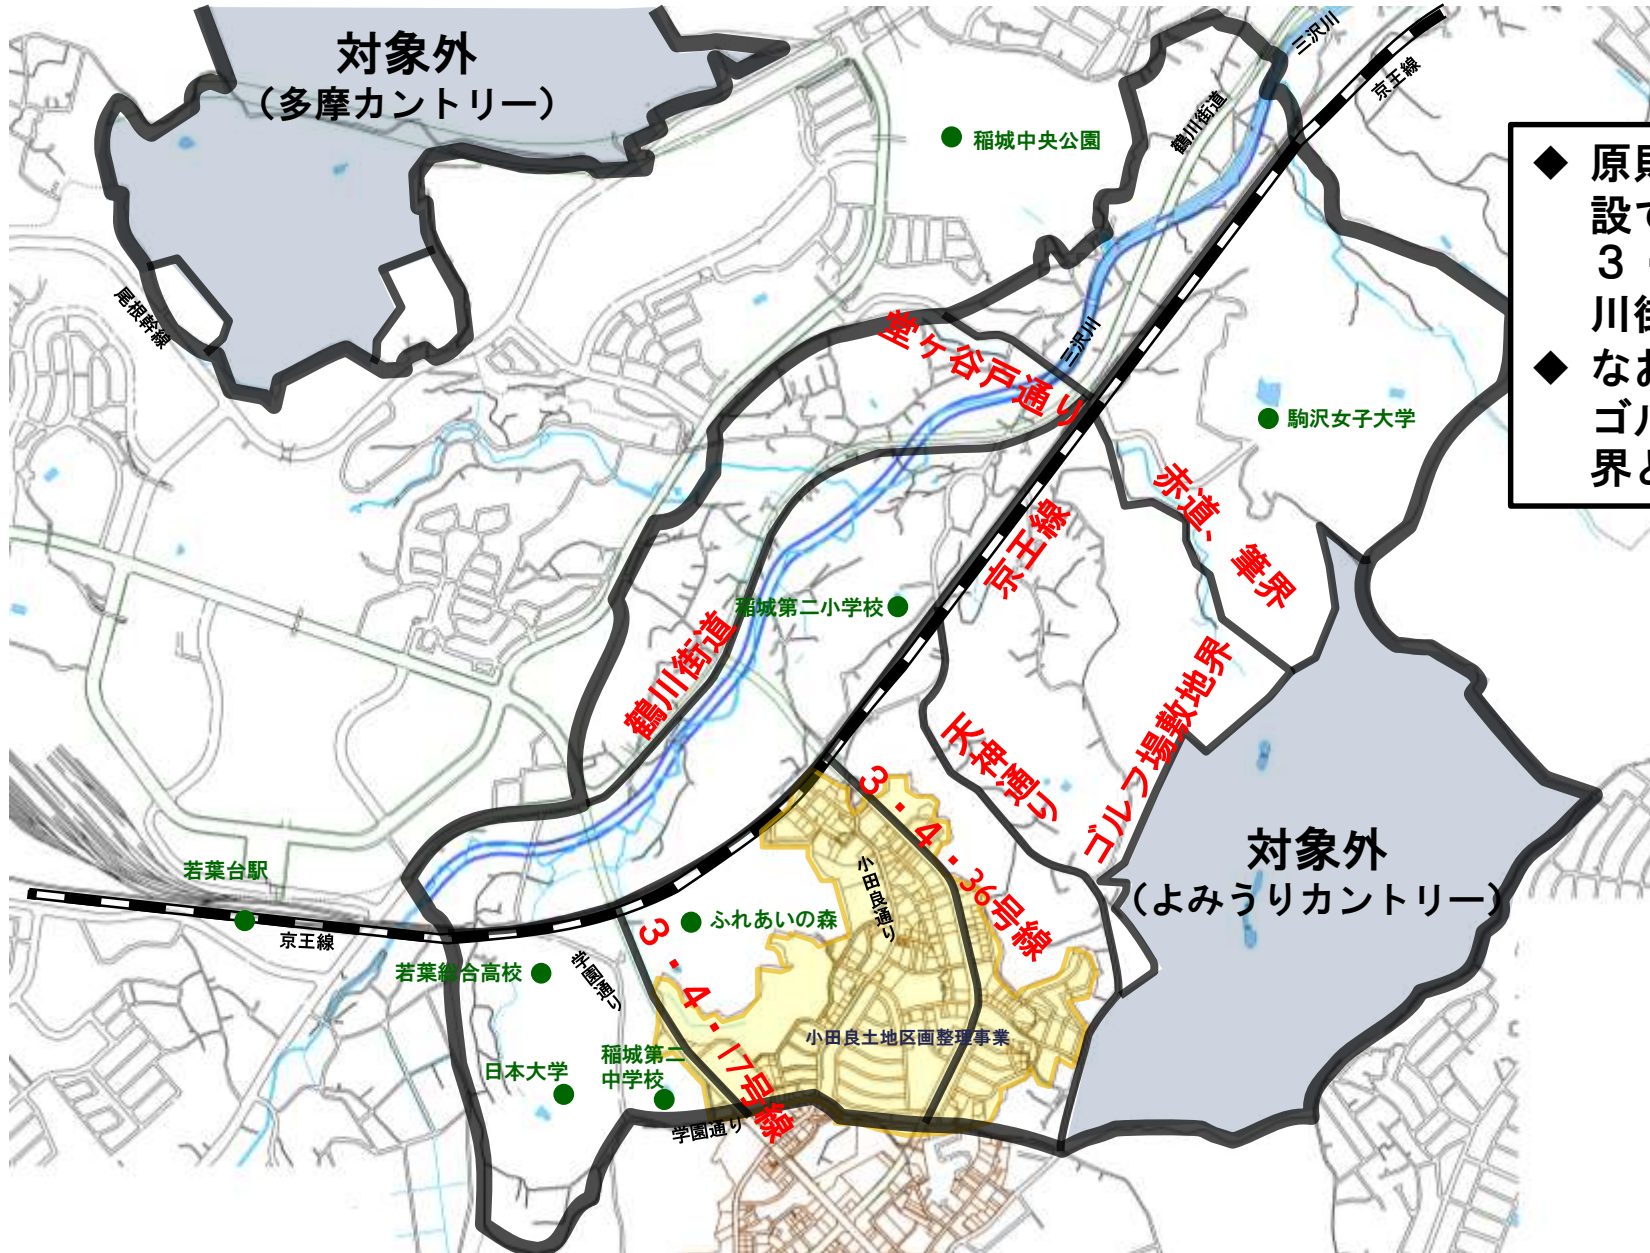 対象外
（多摩カントリー）
三沢川
京王線
鶴川街道
稲城中央公園
◆ 原
設
３
川街
◆ なお
ゴル
界と
尾根幹線
堂ヶ谷戸通り
三沢川
駒沢女子大学
赤道、筆界
京王線
稲城第二小学校
鶴川街道
ゴルフ場敷地界
天神通り
3・4・36号線
対象外
（よみうりカントリー）
若葉台駅
小田良通り
ふれあいの森
京王線
3・4・17号線
若葉総合高校
学園通り
小田良土地区画整理事業
稲城第二
中学校
日本大学
学園通り